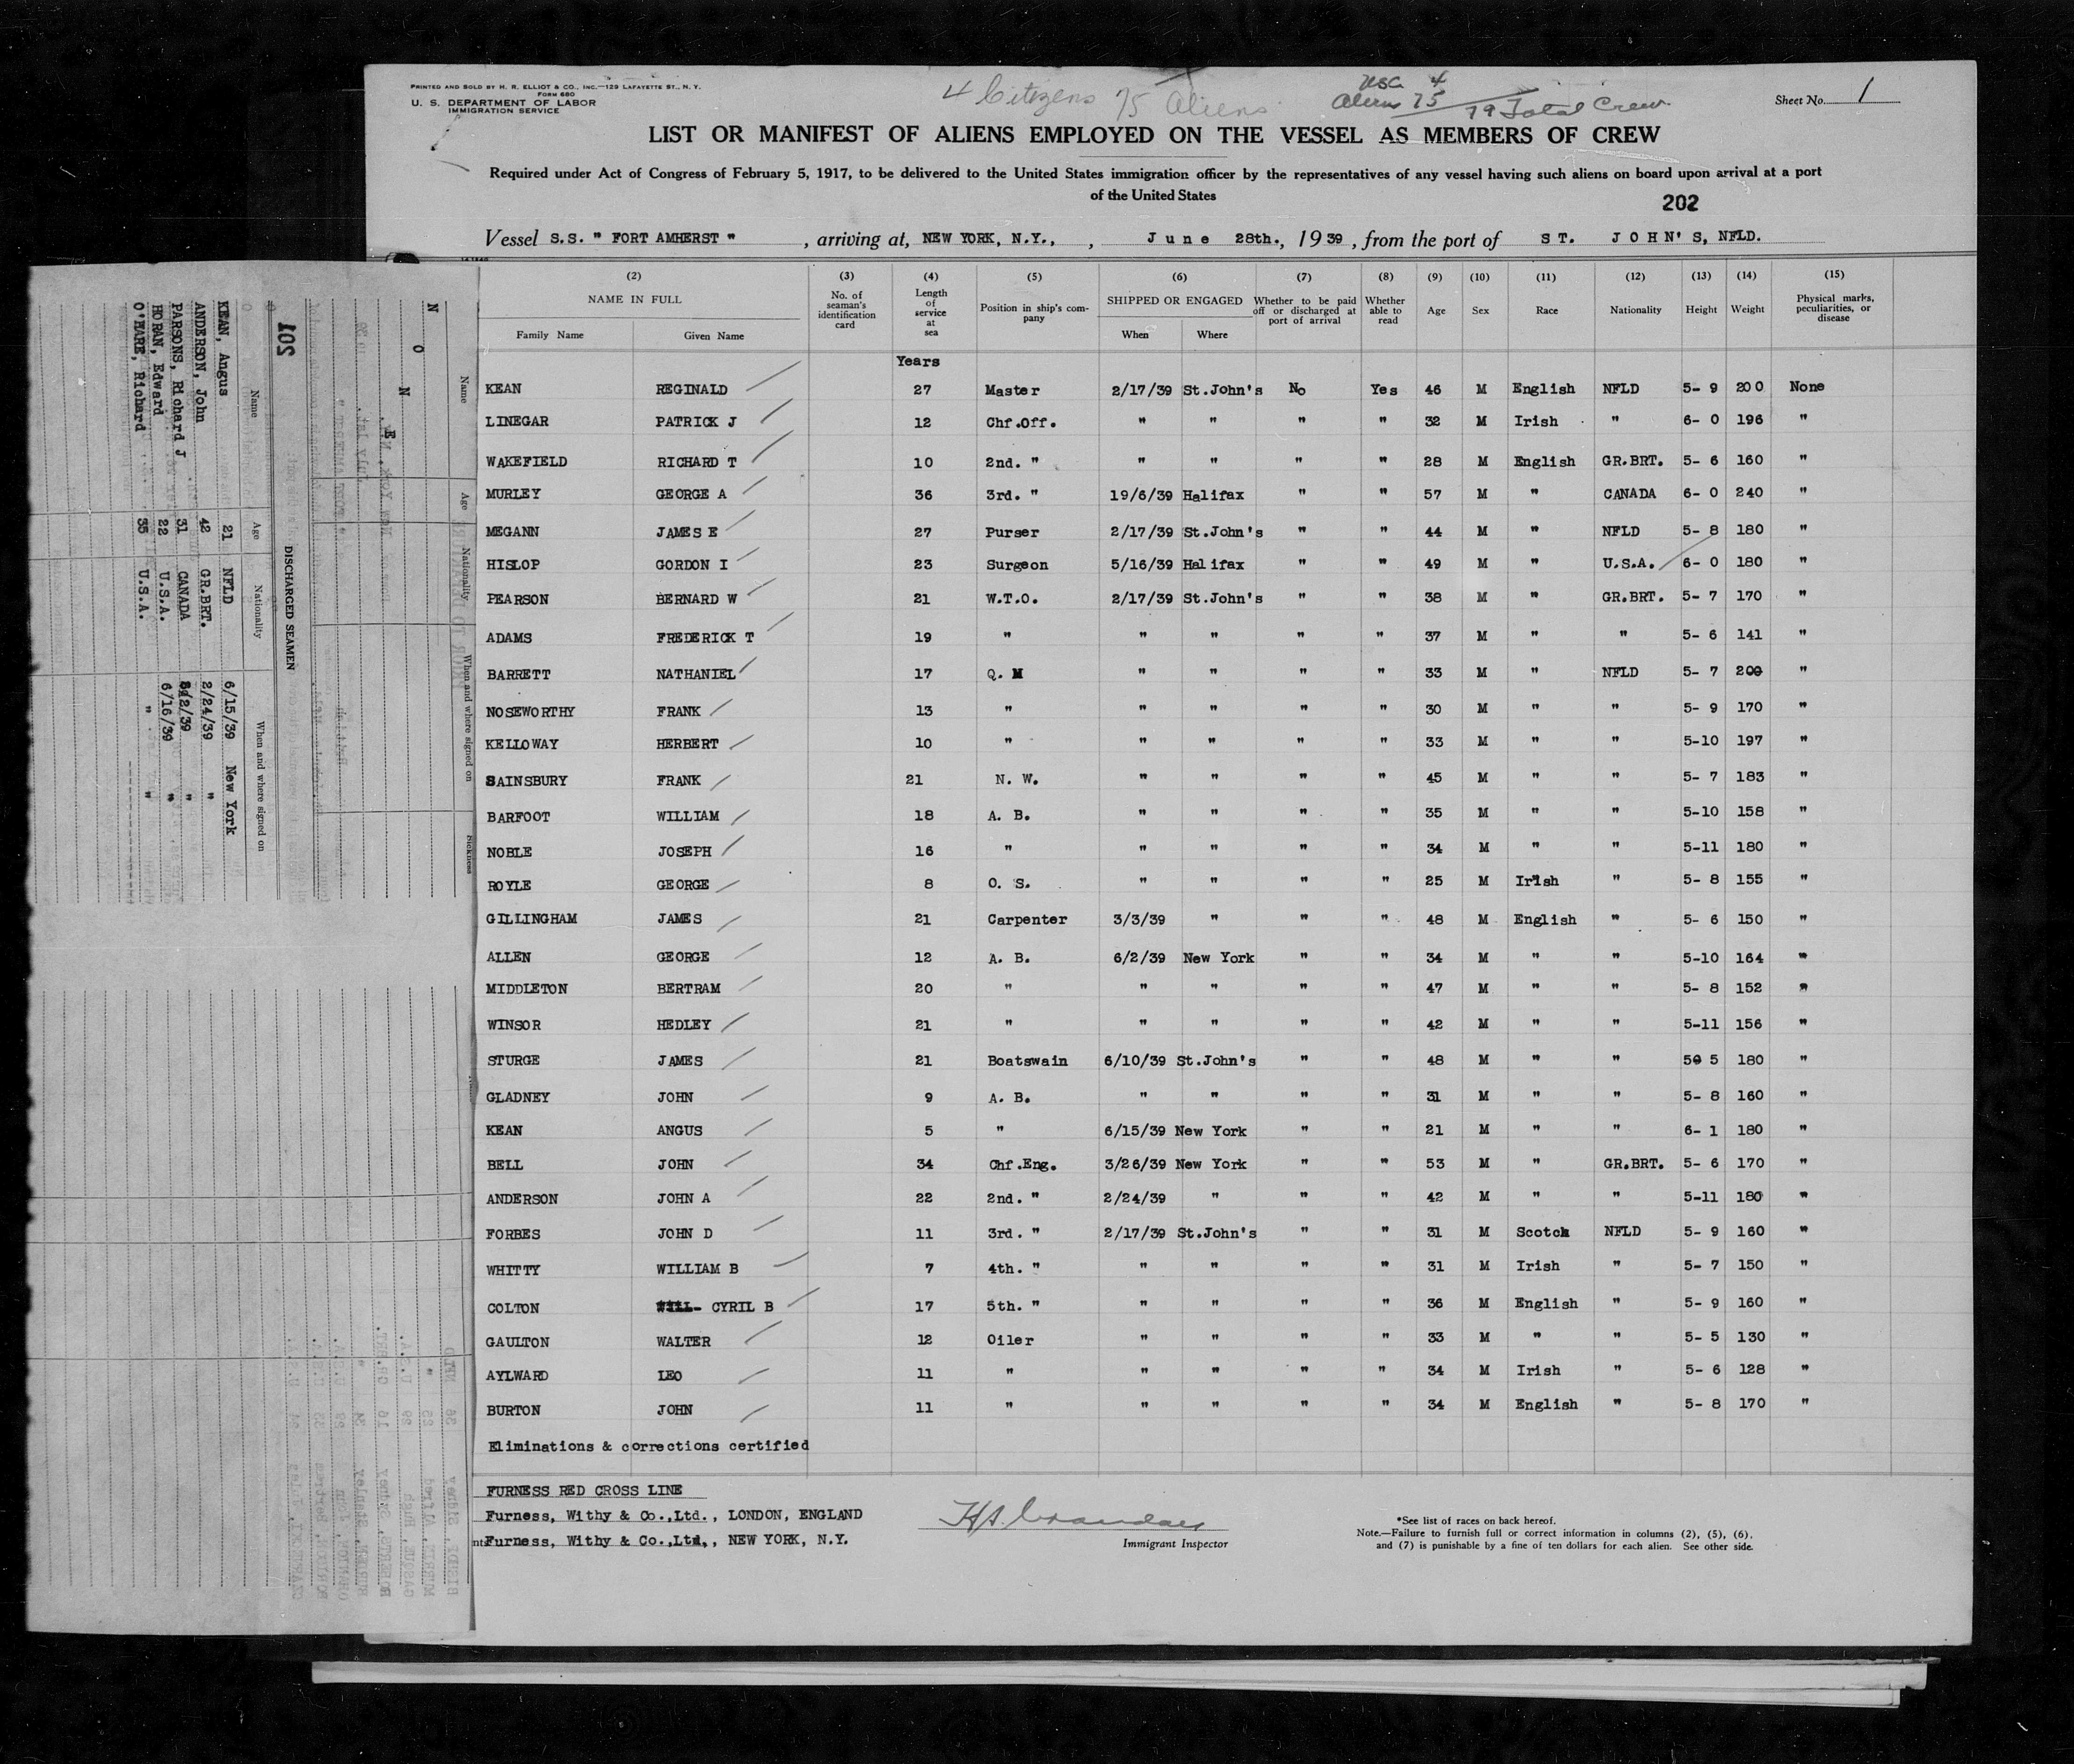 PRINTED AND SOLD BY H. R. ELLIOT & CO., INC.—129 LAFAYETTE ST., N. Y.
FORM 680
U. S. DEPARTMENT OF LABOR
IMMIGRATION SERVICE
4 Citizens 75 Aliens
USC 4
Aliens 75
79 Total Crew
Sheet No. 1
LIST OR MANIFEST OF ALIENS EMPLOYED ON THE VESSEL AS MEMBERS OF CREW
Required under Act of Congress of February 5, 1917, to be delivered to the United States immigration officer by the representatives of any vessel having such aliens on board upon arrival at a port
of the United States
202
Vessel S.S. " FORT AMHERST " , arriving at, NEW YORK, N.Y., , June 28th., 1939, from the port of ST. JOHN'S, NFLD.
(2) (3) (4) (5) (6) (7) (8) (9) (10) (11) (12) (13) (14) (15)
NAME IN FULL No. of seaman's identification card Length of service at sea Position in ship's company SHIPPED OR ENGAGED Whether to be paid off or discharged at port of arrival Whether able to read Age Sex Race Nationality Height Weight Physical marks, peculiarities, or disease
Family Name Given Name When Where
Years
KEAN REGINALD 27 Master 2/17/39 St.John's No Yes 46 M English NFLD 5- 9 200 None
LINEGAR PATRICK J 12 Chf.Off. " " " " 32 M Irish " 6- 0 196 "
WAKEFIELD RICHARD T 10 2nd. " " " " " 28 M English GR.BRT. 5- 6 160 "
MURLEY GEORGE A 36 3rd. " 19/6/39 Halifax " " 57 M " CANADA 6- 0 240 "
MEGANN JAMES E 27 Purser 2/17/39 St.John's " " 44 M " NFLD 5- 8 180 "
HISLOP GORDON I 23 Surgeon 5/16/39 Halifax " " 49 M " U.S.A. 6- 0 180 "
PEARSON BERNARD W 21 W.T.O. 2/17/39 St.John's " " 38 M " GR.BRT. 5- 7 170 "
ADAMS FREDERICK T 19 " " " " " 37 M " " 5- 6 141 "
BARRETT NATHANIEL 17 Q. M " " " " 33 M " NFLD 5- 7 200 "
NOSEWORTHY FRANK 13 " " " " " 30 M " " 5- 9 170 "
KELLOWAY HERBERT 10 " " " " " 33 M " " 5-10 197 "
SAINSBURY FRANK 21 N. W. " " " " 45 M " " 5- 7 183 "
BARFOOT WILLIAM 18 A. B. " " " " 35 M " " 5-10 158 "
NOBLE JOSEPH 16 " " " " " 34 M " " 5-11 180 "
ROYLE GEORGE 8 O. S. " " " " 25 M Irish " 5- 8 155 "
GILLINGHAM JAMES 21 Carpenter 3/3/39 " " " 48 M English " 5- 6 150 "
ALLEN GEORGE 12 A. B. 6/2/39 New York " " 34 M " " 5-10 164 "
MIDDLETON BERTRAM 20 " " " " " 47 M " " 5- 8 152 "
WINSOR HEDLEY 21 " " " " " 42 M " " 5-11 156 "
STURGE JAMES 21 Boatswain 6/10/39 St.John's " " 48 M " " 5 5 180 "
GLADNEY JOHN 9 A. B. " " " " 31 M " " 5- 8 160 "
KEAN ANGUS 5 " 6/15/39 New York " " 21 M " " 6- 1 180 "
BELL JOHN 34 Chf.Eng. 3/26/39 New York " " 53 M " GR.BRT. 5- 6 170 "
ANDERSON JOHN A 22 2nd. " 2/24/39 " " " 42 M " " 5-11 180 "
FORBES JOHN D 11 3rd. " 2/17/39 St.John's " " 31 M Scotch NFLD 5- 9 160 "
WHITTY WILLIAM B 7 4th. " " " " " 31 M Irish " 5- 7 150 "
COLTON CYRIL B 17 5th. " " " " " 36 M English " 5- 9 160 "
GAULTON WALTER 12 Oiler " " " " 33 M " " 5- 5 130 "
AYLWARD LEO 11 " " " " " 34 M Irish " 5- 6 128 "
BURTON JOHN 11 " " " " " 34 M English " 5- 8 170 "
Eliminations & corrections certified
FURNESS RED CROSS LINE
Furness, Withy & Co.,Ltd., LONDON, ENGLAND
Furness, Withy & Co.,Ltd., NEW YORK, N.Y.
Immigrant Inspector
*See list of races on back hereof.
Note.—Failure to furnish full or correct information in columns (2), (5), (6),
and (7) is punishable by a fine of ten dollars for each alien. See other side.
Name Age Nationality When and where signed on Sickness
N O N E
201
DISCHARGED SEAMEN
Name Age Nationality When and where signed on
KEAN, Angus 21 NFLD 6/15/39 New York
ANDERSON, John 42 GR.BRT. 2/24/39 "
PARSONS, Richard J 31 CANADA "
HORAN, Edward 22 U.S.A. 6/16/39 "
O'HARE, Richard 35 U.S.A. " "